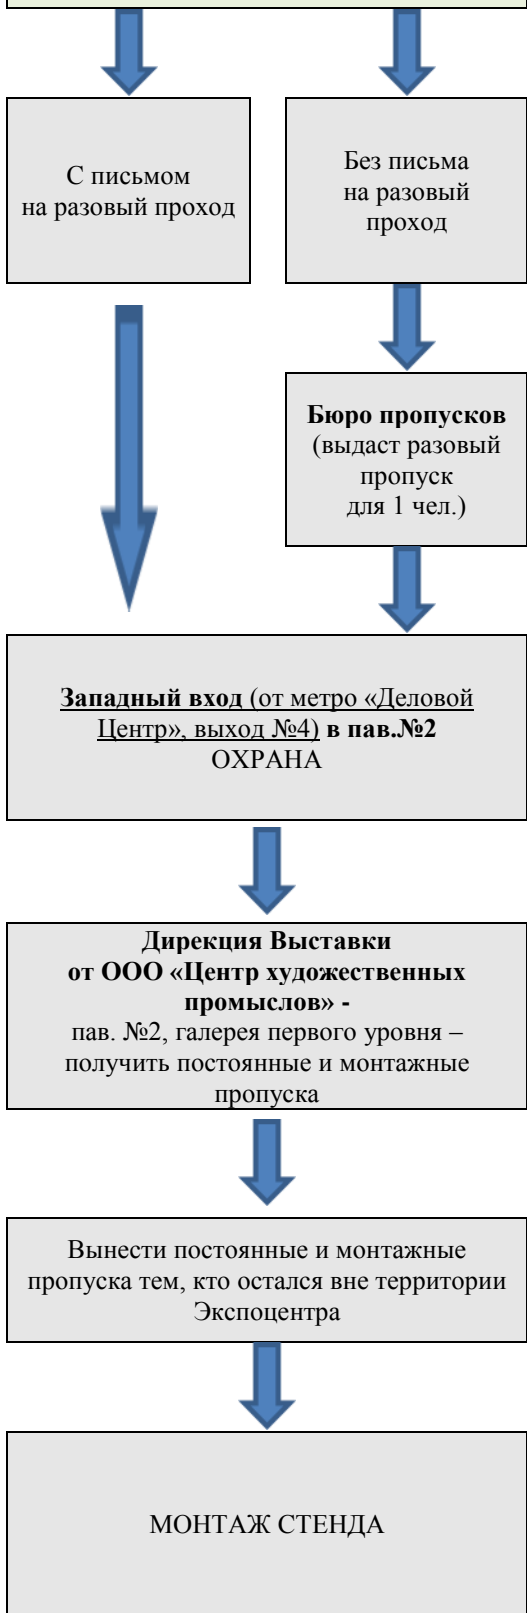 С письмом
на разовый проход
Без письма
на разовый
проход
Бюро пропусков
(выдаст разовый
пропуск
для 1 чел.)
Западный вход (от метро «Деловой
Центр», выход №4) в пав.№2
ОХРАНА
Дирекция Выставки
от ООО «Центр художественных
промыслов» -
пав. №2, галерея первого уровня –
получить постоянные и монтажные
пропуска
Вынести постоянные и монтажные
пропуска тем, кто остался вне территории
Экспоцентра
МОНТАЖ СТЕНДА